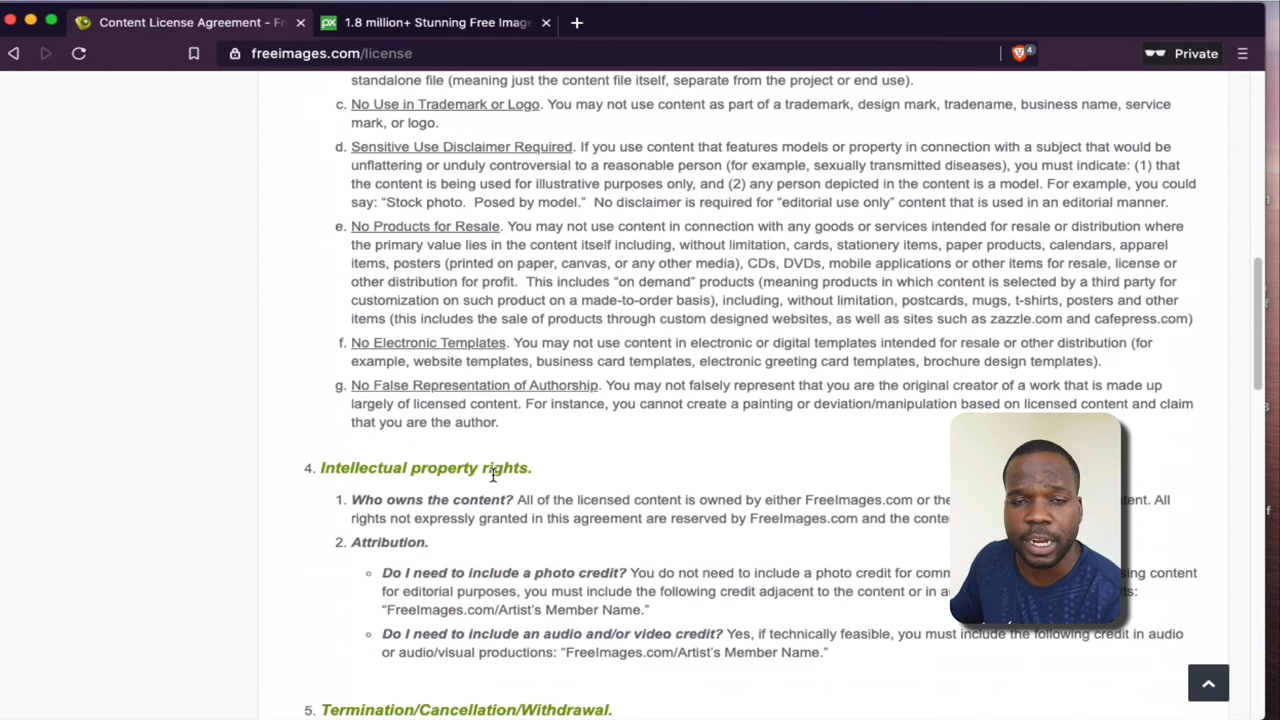 Content License Agreement - Fr
1.8 million+ Stunning Free Imag
freeimages.com/license
4
Private
standalone file (meaning just the content file itself, separate from the project or end use).
c. No Use in Trademark or Logo. You may not use content as part of a trademark, design mark, tradename, business name, service
mark, or logo.
d. Sensitive Use Disclaimer Required. If you use content that features models or property in connection with a subject that would be
unflattering or unduly controversial to a reasonable person (for example, sexually transmitted diseases), you must indicate: (1) that
the content is being used for illustrative purposes only, and (2) any person depicted in the content is a model. For example, you could
say: “Stock photo. Posed by model.” No disclaimer is required for “editorial use only” content that is used in an editorial manner.
e. No Products for Resale. You may not use content in connection with any goods or services intended for resale or distribution where
the primary value lies in the content itself including, without limitation, cards, stationery items, paper products, calendars, apparel
items, posters (printed on paper, canvas, or any other media), CDs, DVDs, mobile applications or other items for resale, license or
other distribution for profit. This includes “on demand” products (meaning products in which content is selected by a third party for
customization on such product on a made-to-order basis), including, without limitation, postcards, mugs, t-shirts, posters and other
items (this includes the sale of products through custom designed websites, as well as sites such as zazzle.com and cafepress.com)
f. No Electronic Templates. You may not use content in electronic or digital templates intended for resale or other distribution (for
example, website templates, business card templates, electronic greeting card templates, brochure design templates).
g. No False Representation of Authorship. You may not falsely represent that you are the original creator of a work that is made up
largely of licensed content. For instance, you cannot create a painting or deviation/manipulation based on licensed content and claim
that you are the author.
4. Intellectual property rights.
1. Who owns the content? All of the licensed content is owned by either FreeImages.com or the tent. All
rights not expressly granted in this agreement are reserved by FreeImages.com and the conte
2. Attribution.
Do I need to include a photo credit? You do not need to include a photo credit for comm sing content
for editorial purposes, you must include the following credit adjacent to the content or in a ts:
“FreeImages.com/Artist’s Member Name.”
Do I need to include an audio and/or video credit? Yes, if technically feasible, you must include the following credit in audio
or audio/visual productions: “FreeImages.com/Artist’s Member Name.”
5. Termination/Cancellation/Withdrawal.